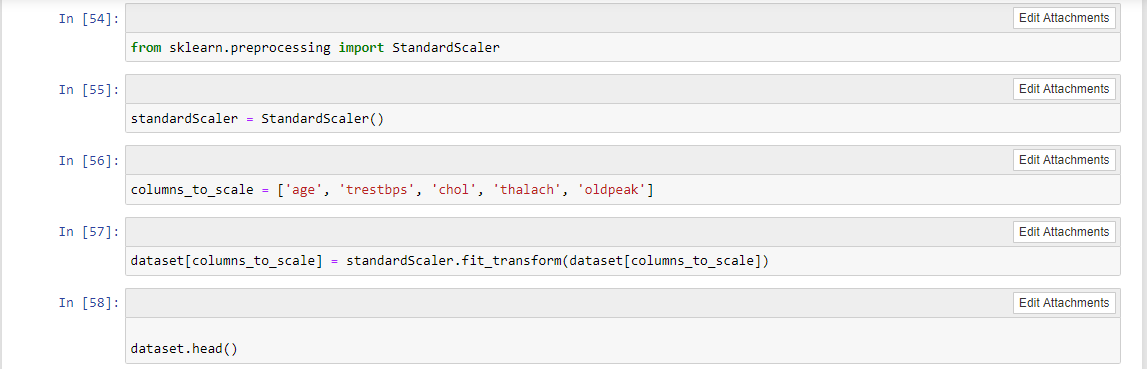 In [54]:
Edit Attachments
from sklearn.preprocessing import StandardScaler
In [55]:
Edit Attachments
standardScaler = StandardScaler()
In [56]:
Edit Attachments
columns_to_scale = ['age', 'trestbps', 'chol', 'thalach', 'oldpeak']
In [57]:
Edit Attachments
dataset[columns_to_scale] = standardScaler.fit_transform(dataset[columns_to_scale])
In [58]:
Edit Attachments
dataset.head()